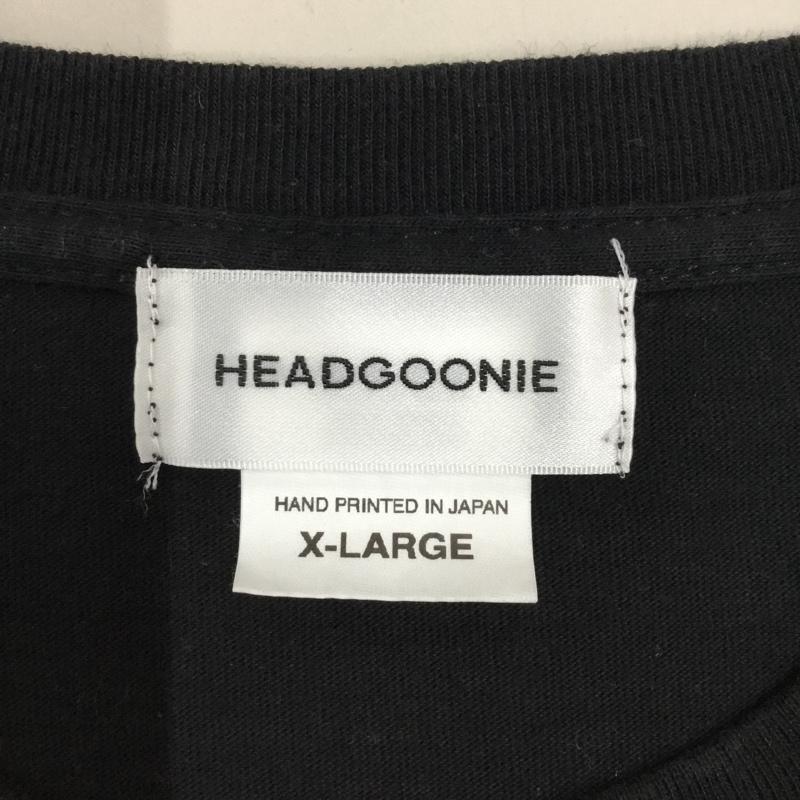 HEADGOONIE
HAND PRINTED IN JAPAN
X-LARGE